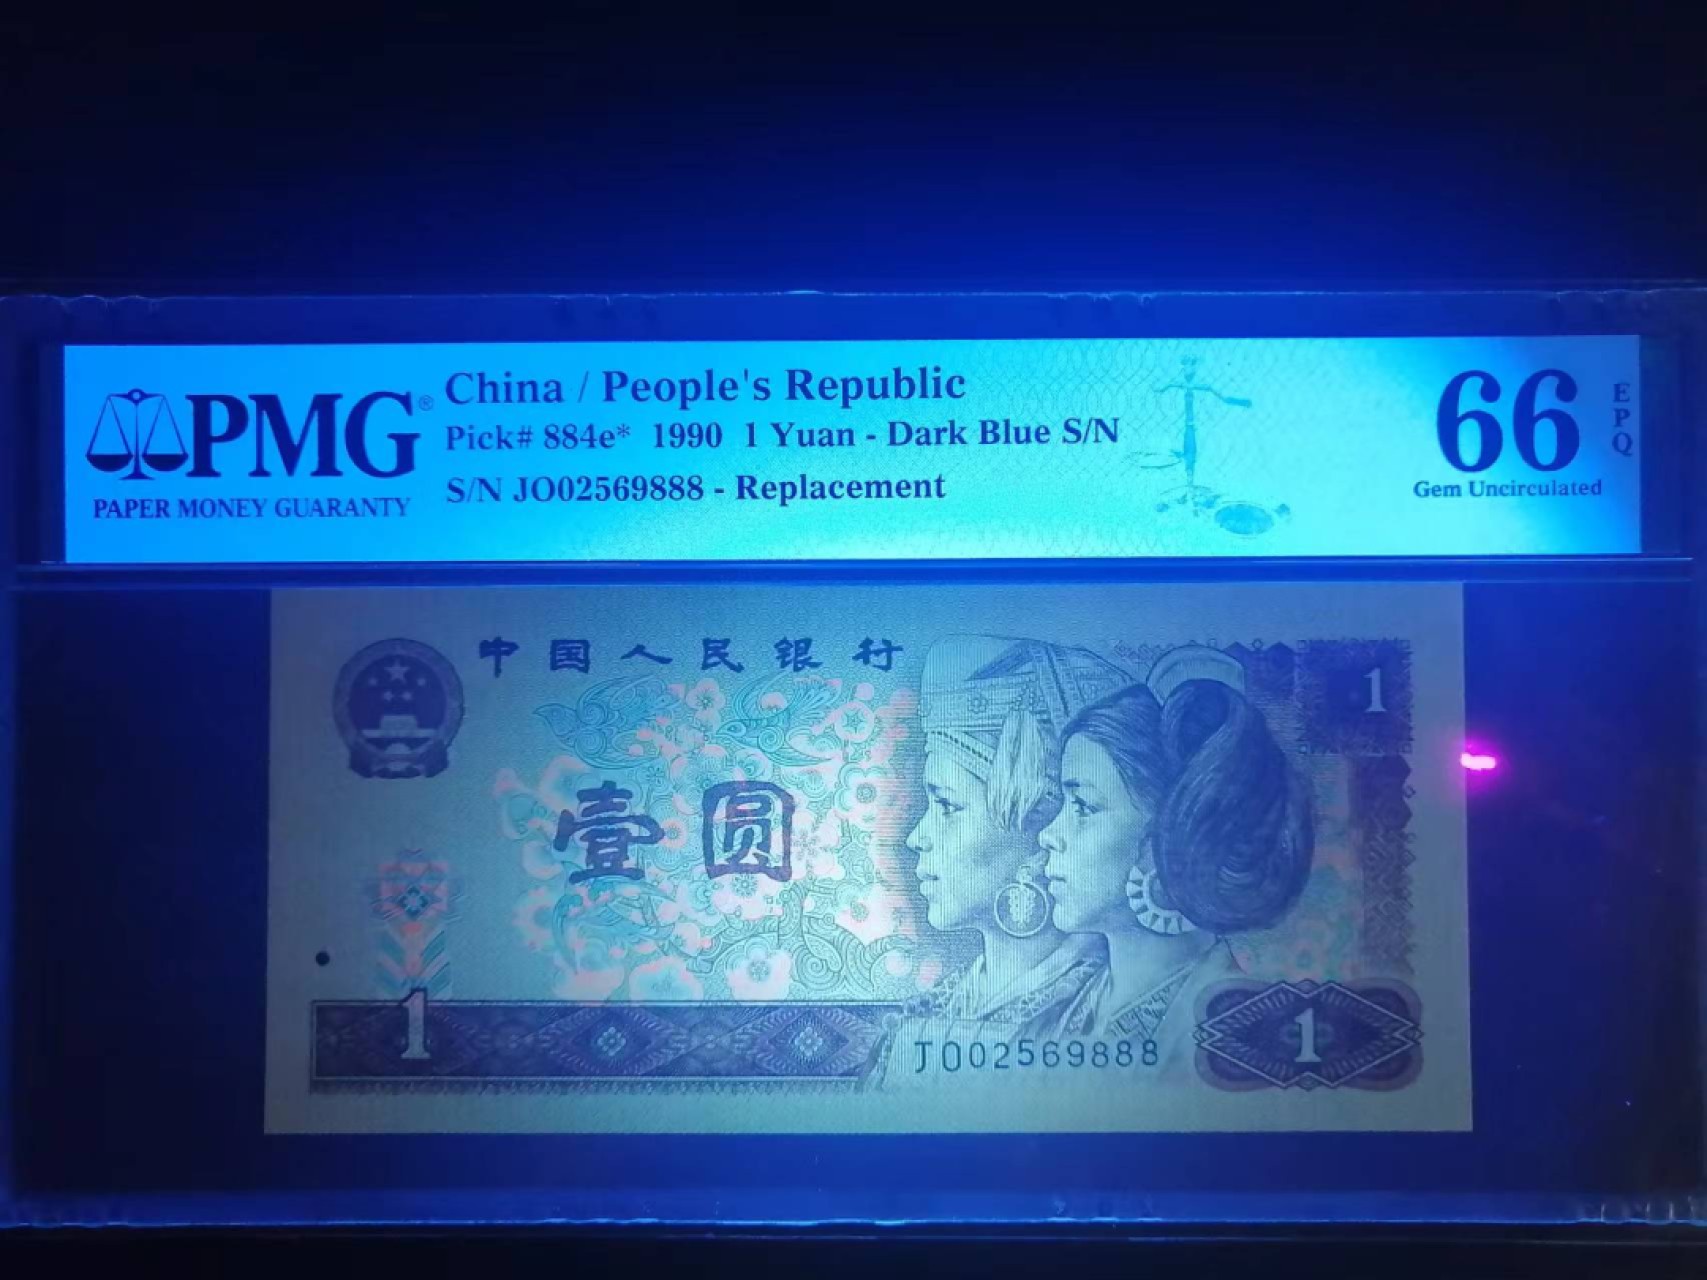 PMG®
PAPER MONEY GUARANTY
China / People's Republic
Pick# 884e* 1990 1 Yuan - Dark Blue S/N
S/N JO02569888 - Replacement
66
EPQ
Gem Uncirculated
中国人民银行
1
壹圆
1
JO02569888
1